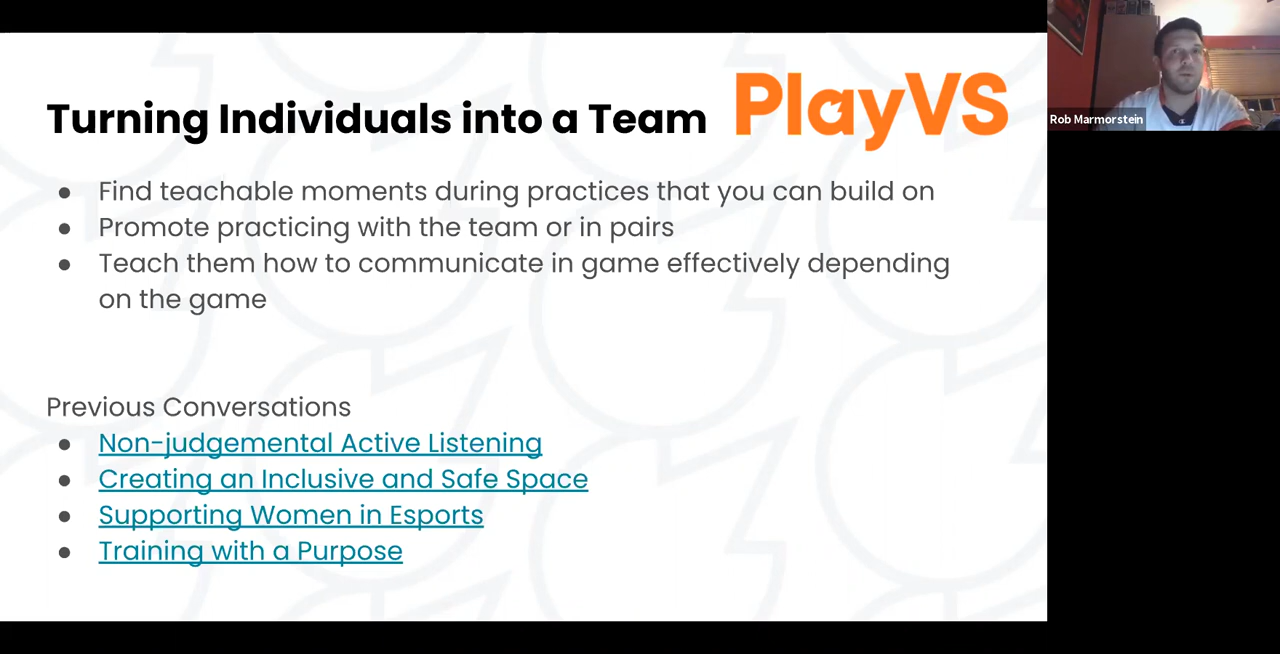 Turning Individuals into a Team
PlayVS
● Find teachable moments during practices that you can build on
● Promote practicing with the team or in pairs
● Teach them how to communicate in game effectively depending
on the game
Previous Conversations
● Non-judgemental Active Listening
● Creating an Inclusive and Safe Space
● Supporting Women in Esports
● Training with a Purpose
Rob Marmorstein